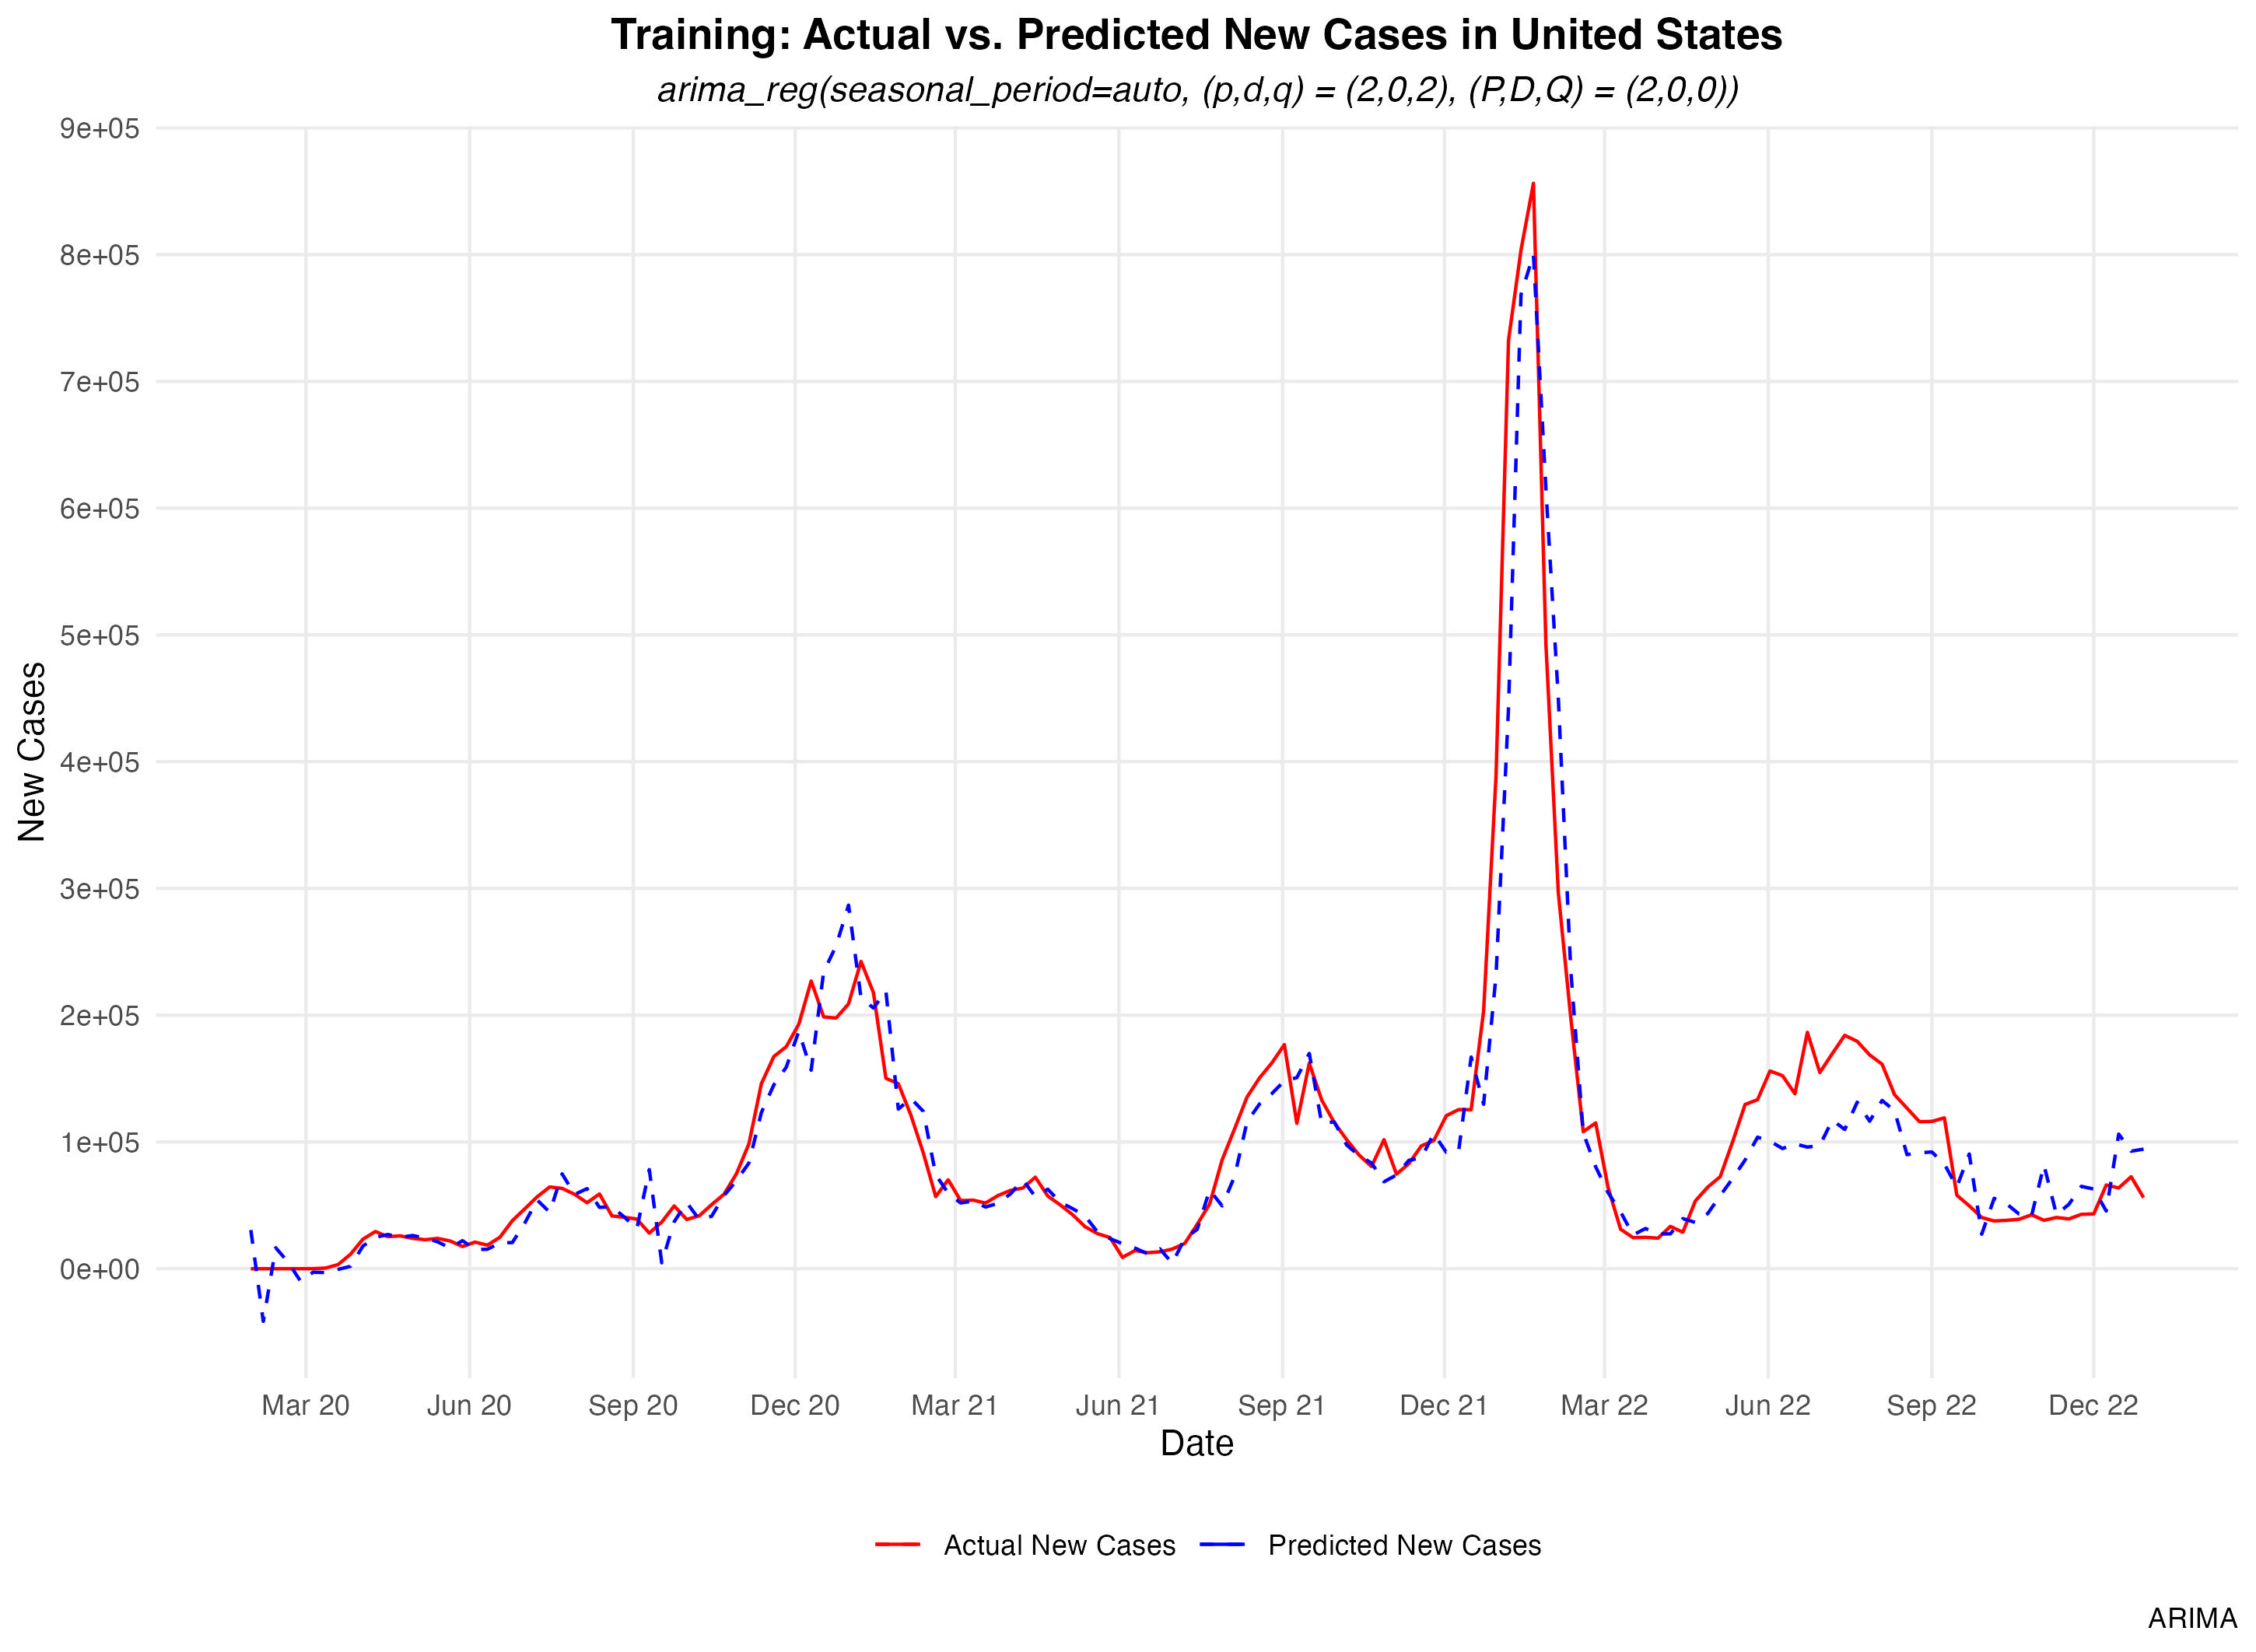 Training: Actual vs. Predicted New Cases in United States
arima_reg(seasonal_period=auto, (p,d,q) = (2,0,2), (P,D,Q) = (2,0,0))
9e+05
8e+05
7e+05
6e+05
5e+05
4e+05
3e+05
2e+05
1e+05
0e+00
New Cases
Mar 20 Jun 20 Sep 20 Dec 20 Mar 21 Jun 21 Sep 21 Dec 21 Mar 22 Jun 22 Sep 22 Dec 22
Date
Actual New Cases Predicted New Cases
ARIMA